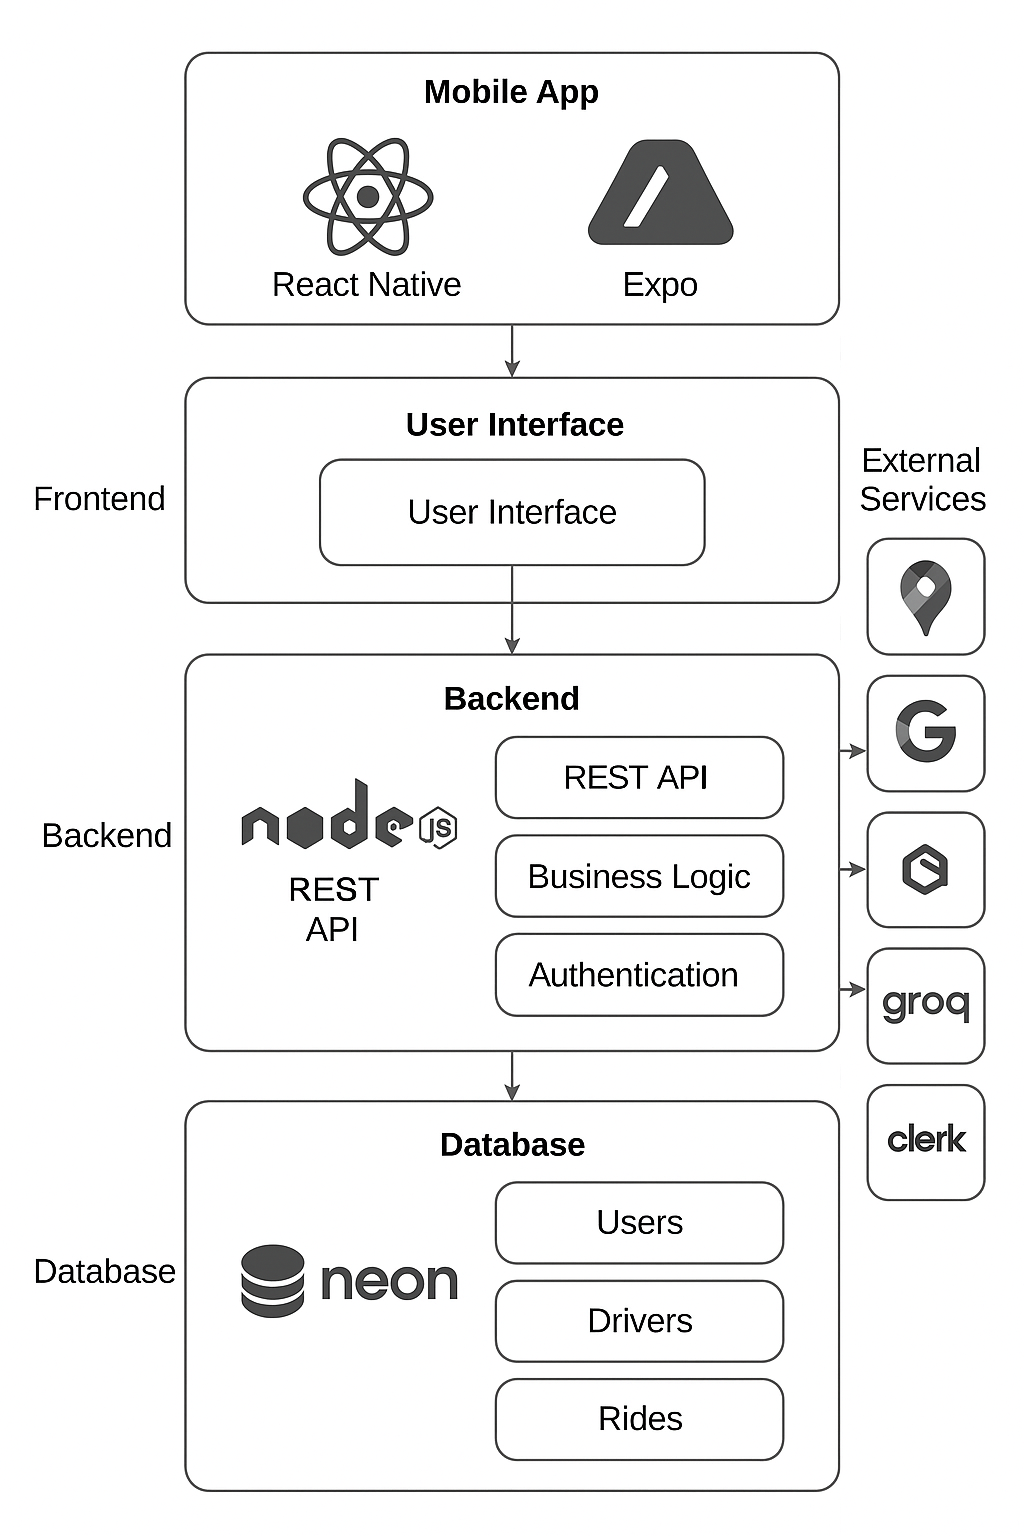 Mobile App
React Native
Expo
User Interface
Frontend
User Interface
External
Services
Backend
Backend
node
JS
REST
API
REST API
Business Logic
Authentication
G
groq
clerk
Database
Database
neon
Users
Drivers
Rides